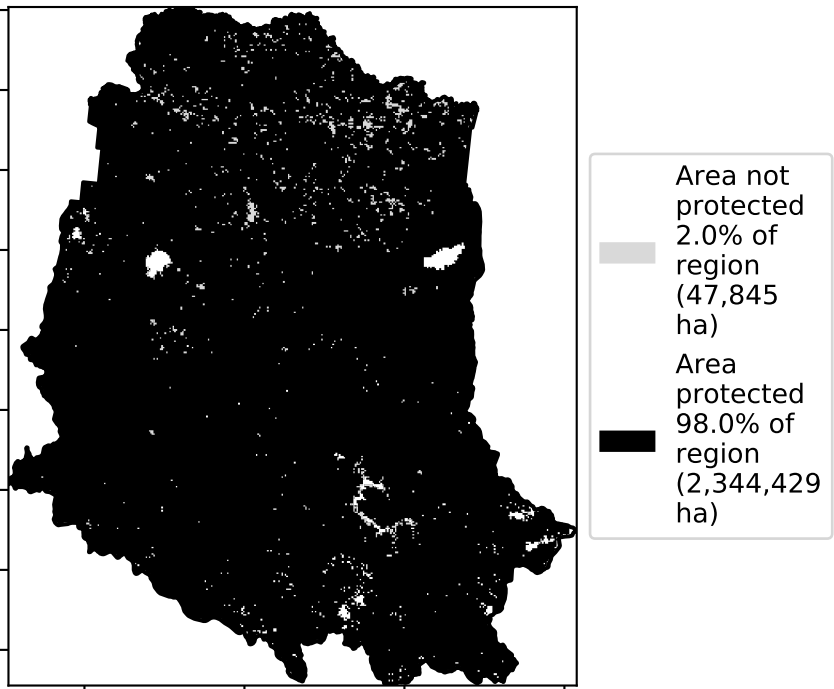 Area not
protected
2.0% of
region
(47,845
ha)
Area
protected
98.0% of
region
(2,344,429
ha)